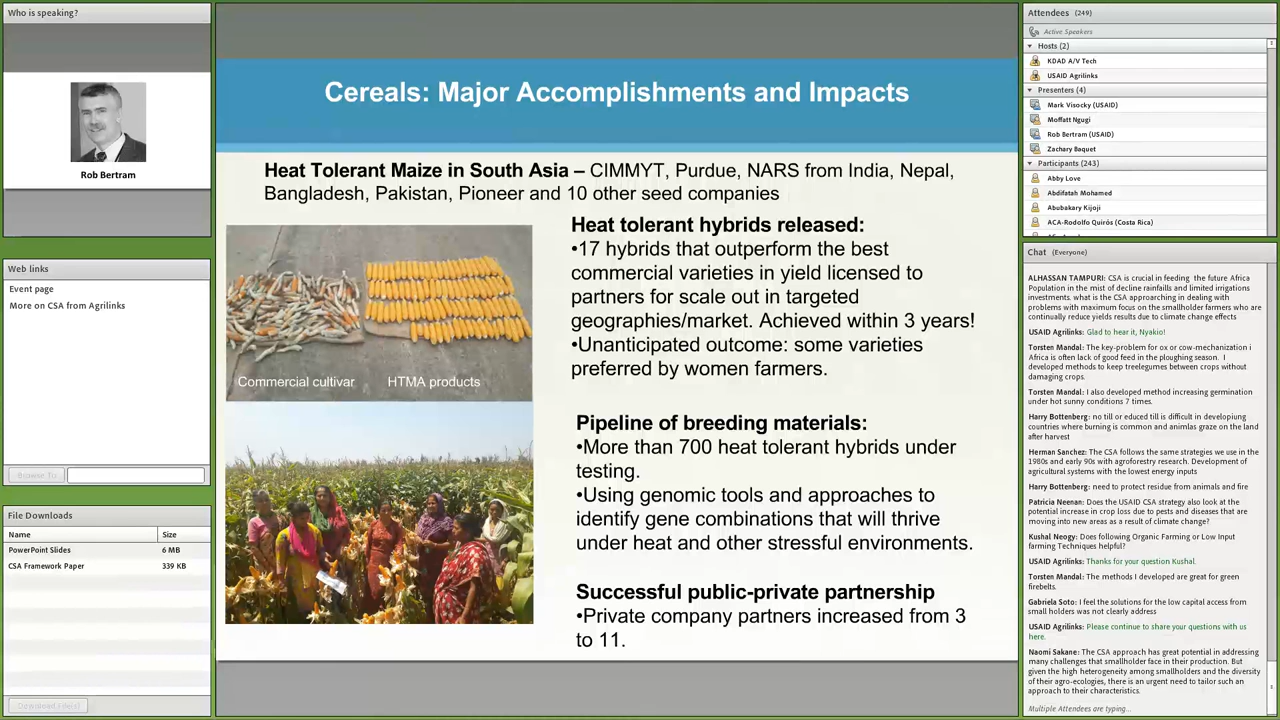 Who is speaking?
Rob Bertram
Web links
Event page
More on CSA from Agrilinks
Browse To
File Downloads
Name Size
PowerPoint Slides 6 MB
CSA Framework Paper 339 KB
Download File(s)
Cereals: Major Accomplishments and Impacts
Heat Tolerant Maize in South Asia – CIMMYT, Purdue, NARS from India, Nepal,
Bangladesh, Pakistan, Pioneer and 10 other seed companies
Commercial cultivar HTMA products
Heat tolerant hybrids released:
•17 hybrids that outperform the best
commercial varieties in yield licensed to
partners for scale out in targeted
geographies/market. Achieved within 3 years!
•Unanticipated outcome: some varieties
preferred by women farmers.
Pipeline of breeding materials:
•More than 700 heat tolerant hybrids under
testing.
•Using genomic tools and approaches to
identify gene combinations that will thrive
under heat and other stressful environments.
Successful public-private partnership
•Private company partners increased from 3
to 11.
Attendees (249)
Active Speakers
Hosts (2)
KDAD A/V Tech
USAID Agrilinks
Presenters (4)
Mark Visocky (USAID)
Moffatt Ngugi
Rob Bertram (USAID)
Zachary Baquet
Participants (243)
Abby Love
Abdifatah Mohamed
Abubakary Kijoji
ACA-Rodolfo Quirós (Costa Rica)
Chat (Everyone)
ALHASSAN TAMPURI: CSA is crucial in feeding the future Africa
Population in the mist of decline rainfalls and limited irrigations
investments. what is the CSA approarching in dealing with
problems with maximum focus on the smallholder farmers who are
continually reduce yields results due to climate change effects
USAID Agrilinks: Glad to hear it, Nyakio!
Torsten Mandal: The key-problem for ox or cow-mechanization i
Africa is often lack of good feed in the ploughing season. I
developed methods to keep treelegumes between crops without
damaging crops.
Torsten Mandal: I also developed method increasing germination
under hot sunny conditions 7 times.
Harry Bottenberg: no till or educed till is difficult in developiung
countries where burning is common and animlas graze on the land
after harvest
Herman Sanchez: The CSA follows the same strategies we use in the
1980s and early 90s with agroforestry research. Development of
agricultural systems with the lowest energy inputs
Harry Bottenberg: need to protect residue from animals and fire
Patricia Neenan: Does the USAID CSA strategy also look at the
potential increase in crop loss due to pests and diseases that are
moving into new areas as a result of climate change?
Kushal Neogy: Does following Organic Farming or Low Input
farming Techniques helpful?
USAID Agrilinks: Thanks for your question Kushal.
Torsten Mandal: The methods I developed are great for green
firebelts.
Gabriela Soto: I feel the solutions for the low capital access from
small holders was not clearly address
USAID Agrilinks: Please continue to share your questions with us
here.
Naomi Sakane: The CSA approach has great potential in addressing
many challenges that smallholder face in their production. But
given the high heterogeneity among smallholders and the diversity
of their agro-ecologies, there is an urgent need to tailor such an
approach to their characteristics.
Multiple Attendees are typing...